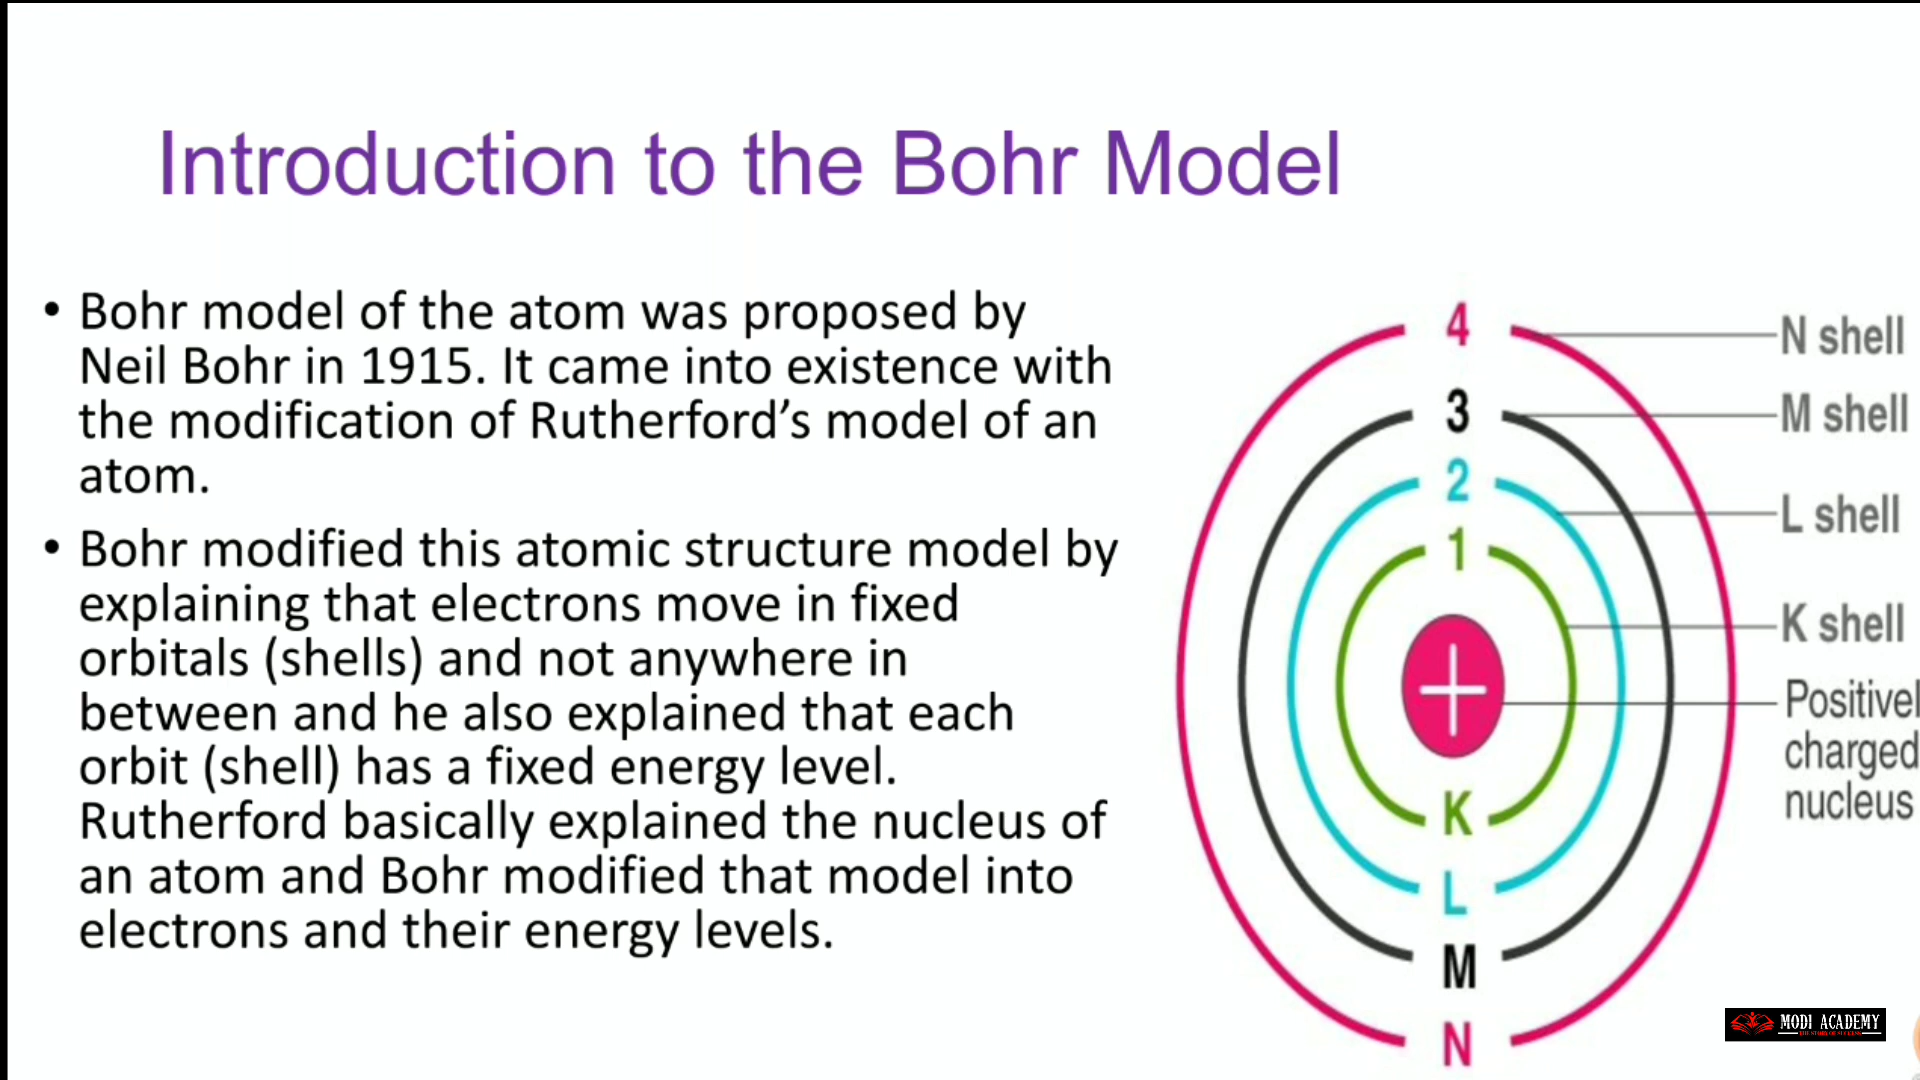 Introduction to the Bohr Model
• Bohr model of the atom was proposed by
Neil Bohr in 1915. It came into existence with
the modification of Rutherford’s model of an
atom.
• Bohr modified this atomic structure model by
explaining that electrons move in fixed
orbitals (shells) and not anywhere in
between and he also explained that each
orbit (shell) has a fixed energy level.
Rutherford basically explained the nucleus of
an atom and Bohr modified that model into
electrons and their energy levels.
4
3
2
1
K
L
M
N
N shell
M shell
L shell
K shell
Positivel
charged
nucleus
MODI ACADEMY